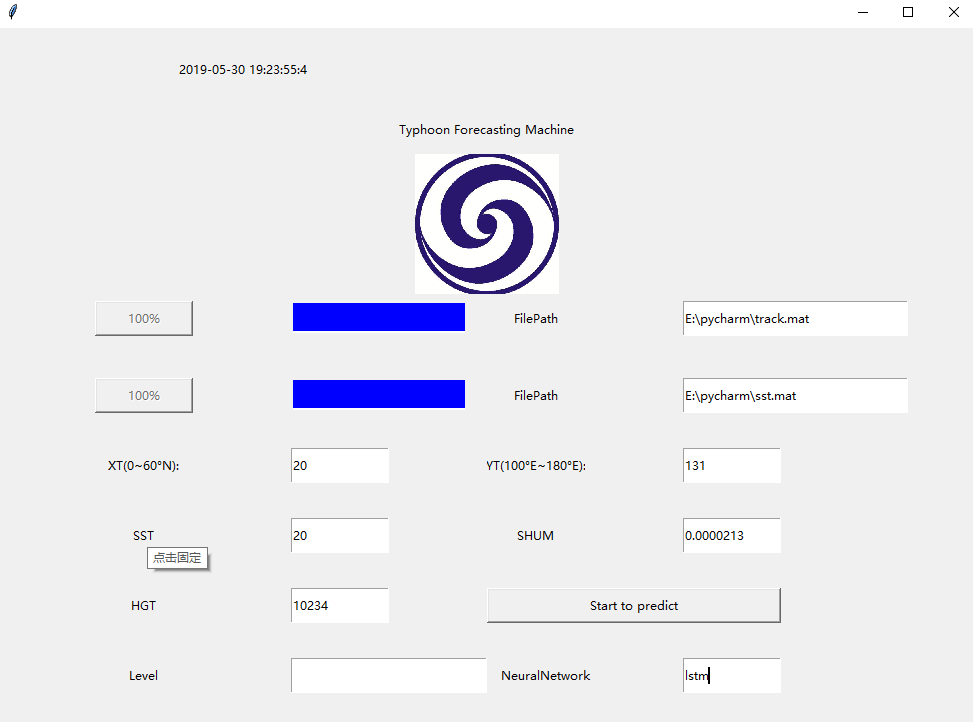 2019-05-30 19:23:55:4
Typhoon Forecasting Machine
100% FilePath E:\pycharm\track.mat
100% FilePath E:\pycharm\sst.mat
XT(0~60°N): 20 YT(100°E~180°E): 131
SST 20 SHUM 0.0000213
点击固定
HGT 10234 Start to predict
Level NeuralNetwork lstm